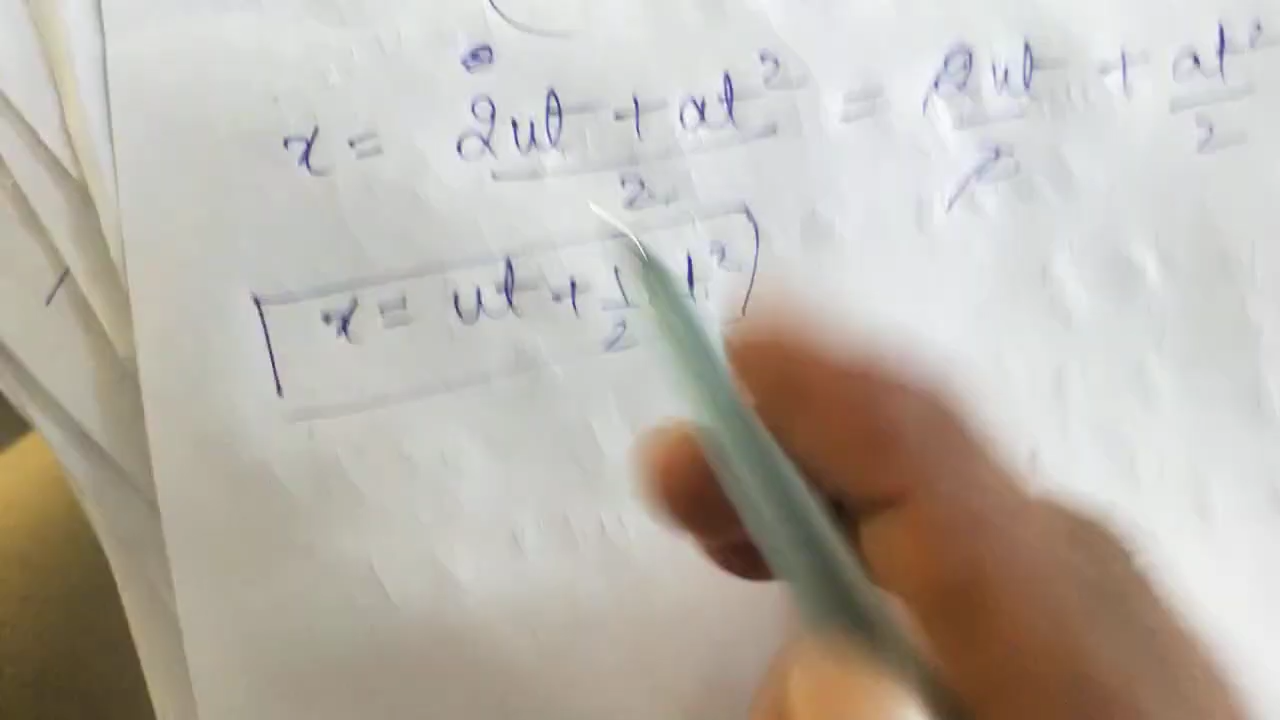 x = 2ut + at² / 2 = 2ut / 2 + at² / 2
x = ut + 1/2 t²